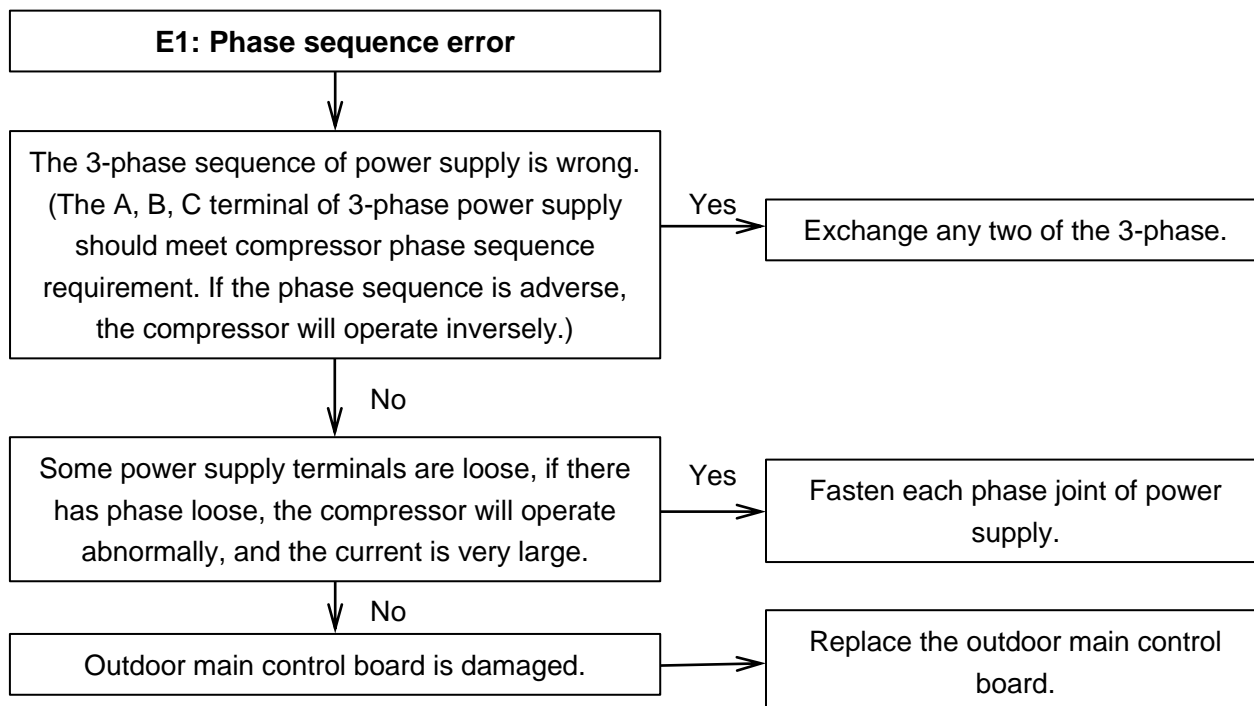 E1: Phase sequence error
The 3-phase sequence of power supply is wrong.
(The A, B, C terminal of 3-phase power supply
should meet compressor phase sequence
requirement. If the phase sequence is adverse,
the compressor will operate inversely.)
Yes
Exchange any two of the 3-phase.
No
Some power supply terminals are loose, if there
has phase loose, the compressor will operate
abnormally, and the current is very large.
Yes
Fasten each phase joint of power
supply.
No
Outdoor main control board is damaged.
Replace the outdoor main control
board.